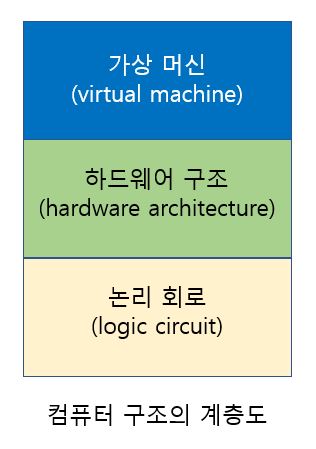 가상 머신
(virtual machine)
하드웨어 구조
(hardware architecture)
논리 회로
(logic circuit)
컴퓨터 구조의 계층도